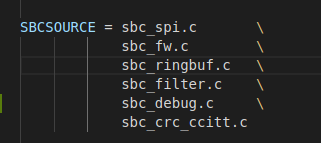 SBCSOURCE = sbc_spi.c \
sbc_fw.c \
sbc_ringbuf.c \
sbc_filter.c \
sbc_debug.c \
sbc_crc_ccitt.c